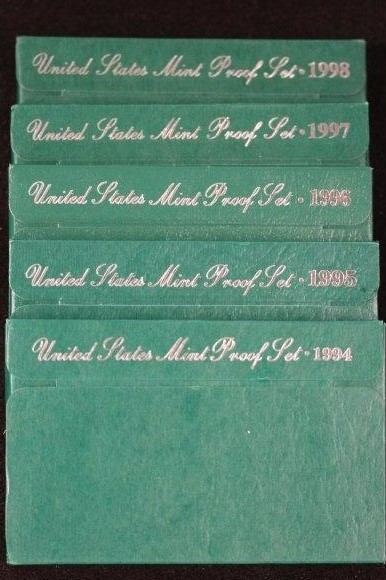 United States Mint Proof Set · 1998
United States Mint Proof Set · 1997
United States Mint Proof Set · 1996
United States Mint Proof Set · 1995
United States Mint Proof Set · 1994